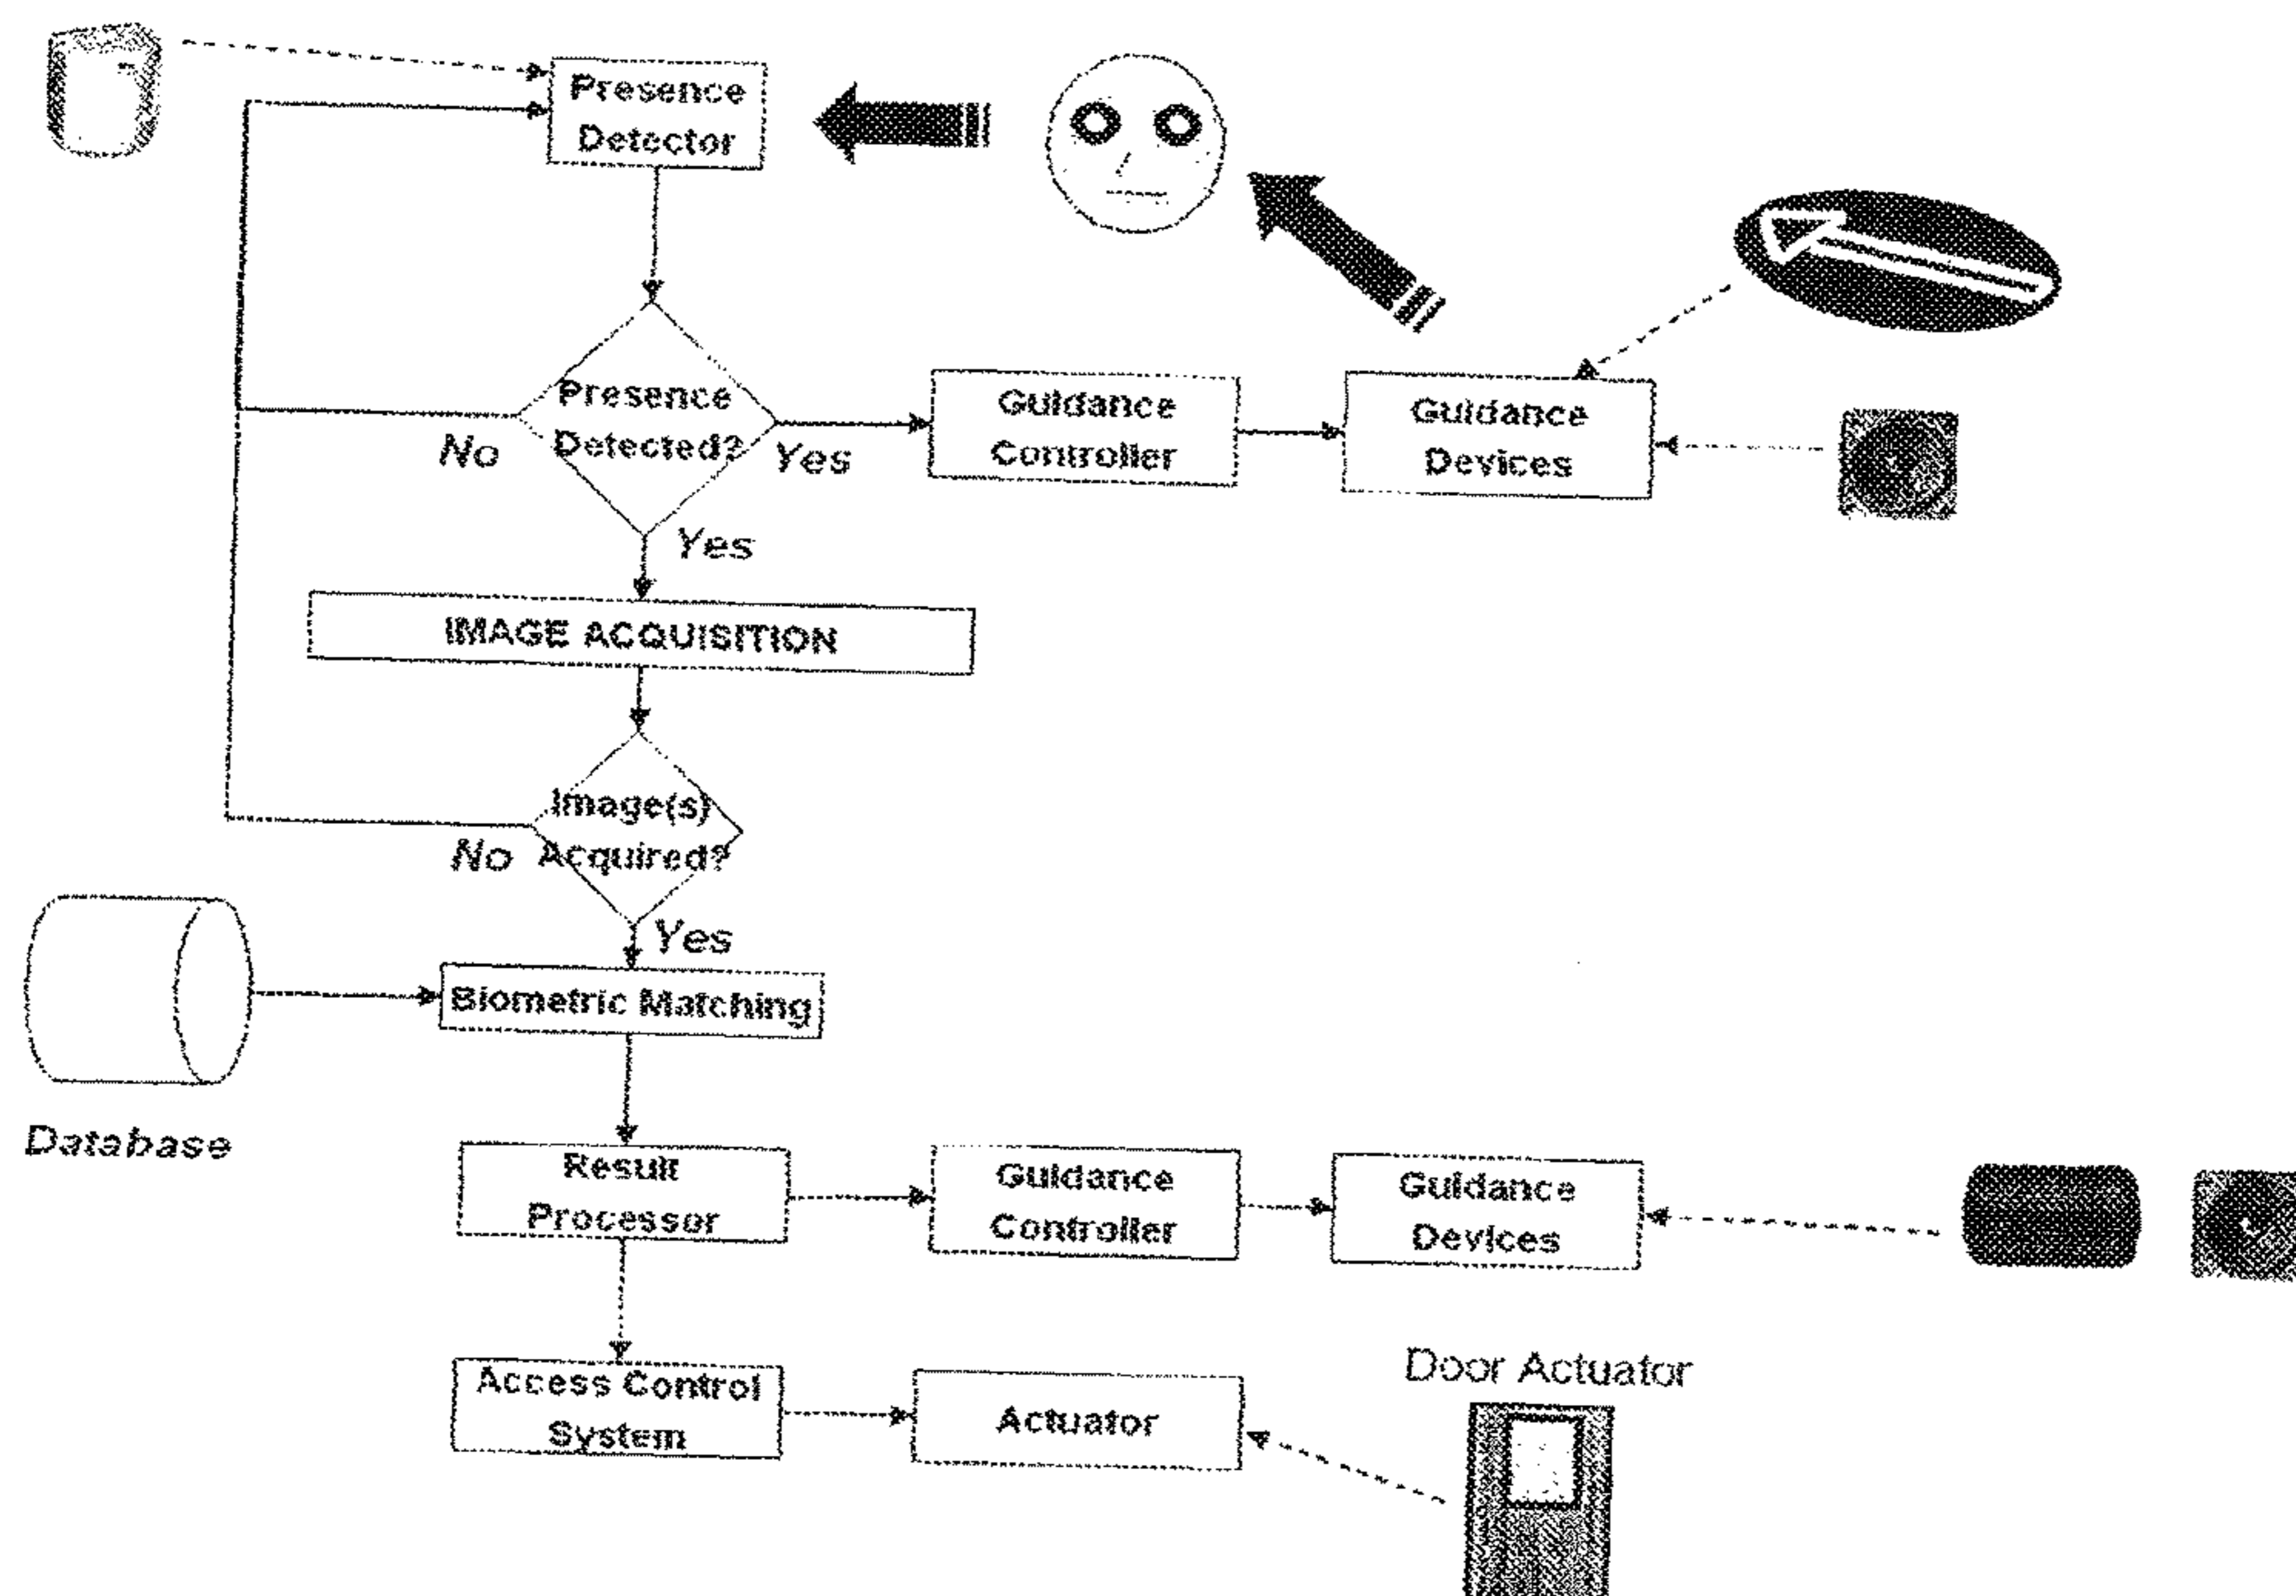 Presence
Detector
Presence
Detected?
No
Yes
Guidance
Controller
Guidance
Devices
Yes
IMAGE ACQUISITION
Image(s)
Acquired?
No
Yes
Biometric Matching
Database
Result
Processor
Guidance
Controller
Guidance
Devices
Access Control
System
Actuator
Door Actuator